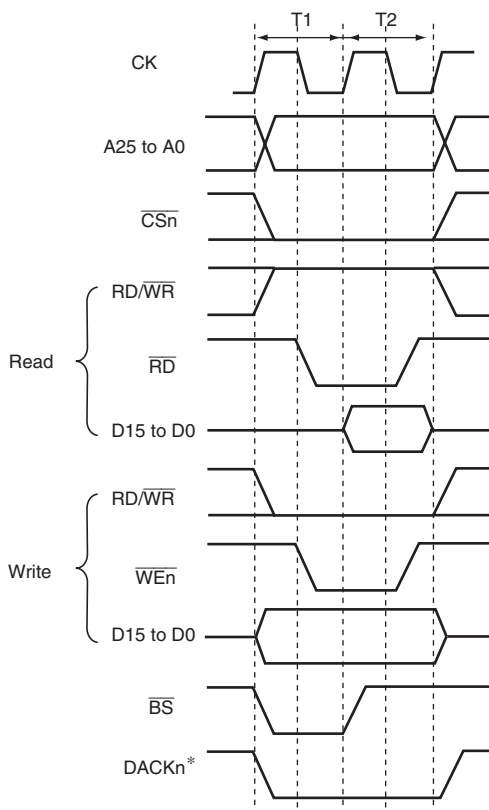 T1 T2
CK
A25 to A0
CSn
Read
RD/WR
RD
D15 to D0
Write
RD/WR
WEn
D15 to D0
BS
DACKn*